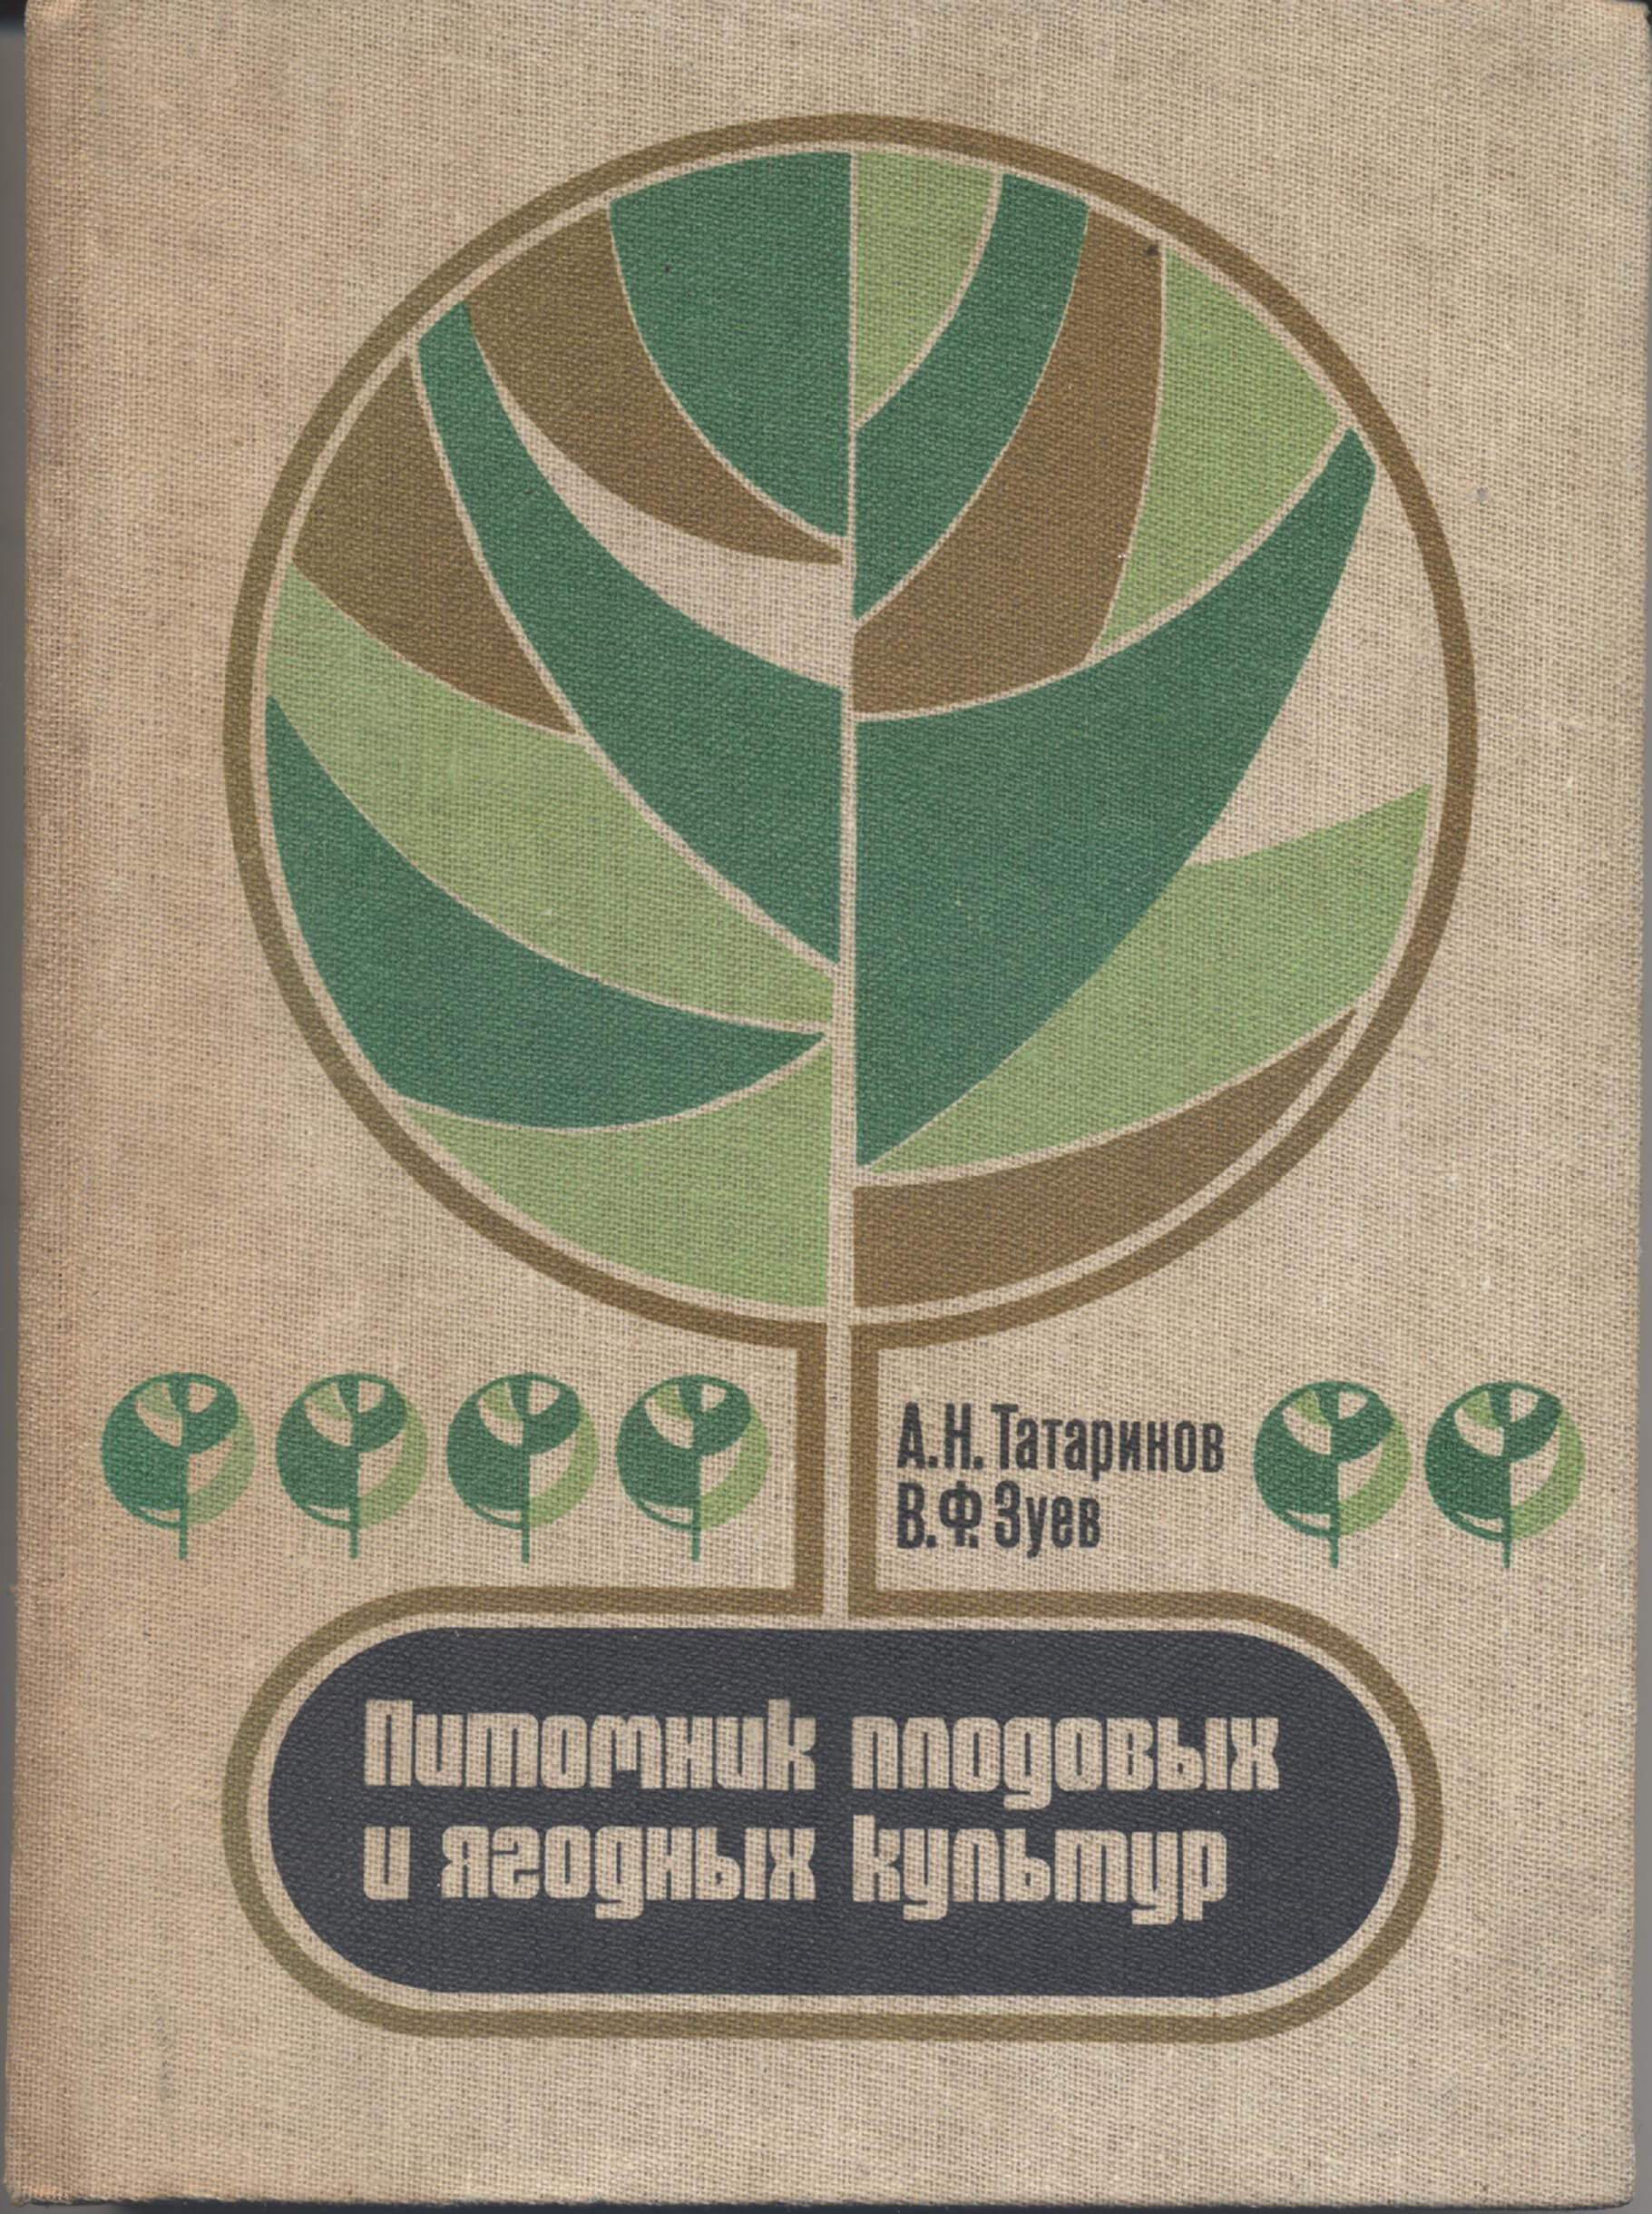 А.Н. Татаринов
В.Ф. Зуев
Питомник плодовых
и ягодных культур